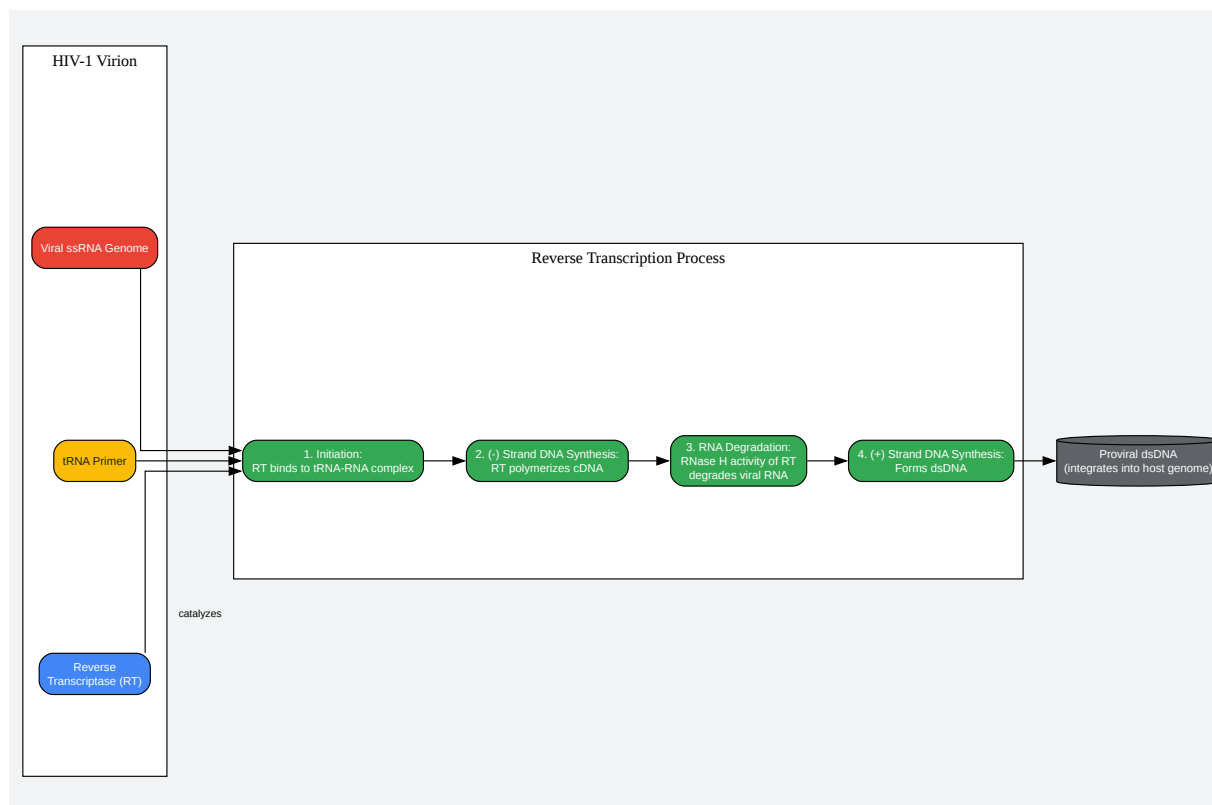 HIV-1 Virion
Viral ssRNA Genome
tRNA Primer
Reverse
Transcriptase (RT)
catalyzes
Reverse Transcription Process
1. Initiation:
RT binds to tRNA-RNA complex
2. (-) Strand DNA Synthesis:
RT polymerizes cDNA
3. RNA Degradation:
RNase H activity of RT
degrades viral RNA
4. (+) Strand DNA Synthesis:
Forms dsDNA
Proviral dsDNA
(integrates into host genome)